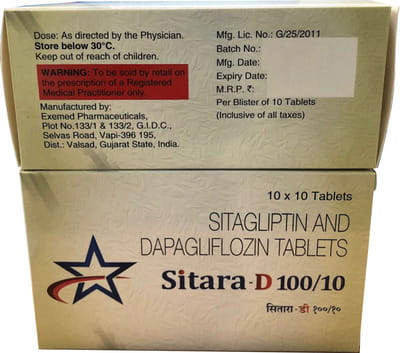 Dose: As directed by the Physician.
Store below 30°C.
Keep out of reach of children.
WARNING: To be sold by retail on
the prescription of a Registered
Medical Practitioner only.
Manufactured by:
Exemed Pharmaceuticals,
Plot No.133/1 & 133/2, G.I.D.C.,
Selvas Road, Vapi-396 195,
Dist.: Valsad, Gujarat State, India.
Mfg. Lic. No.: G/25/2011
Batch No.:
Mfg. Date:
Expiry Date:
M.R.P. ₹:
Per Blister of 10 Tablets
(Inclusive of all taxes)
10 x 10 Tablets
SITAGLIPTIN AND
DAPAGLIFLOZIN TABLETS
Sitara-D 100/10
सितारा-डी १००/१०